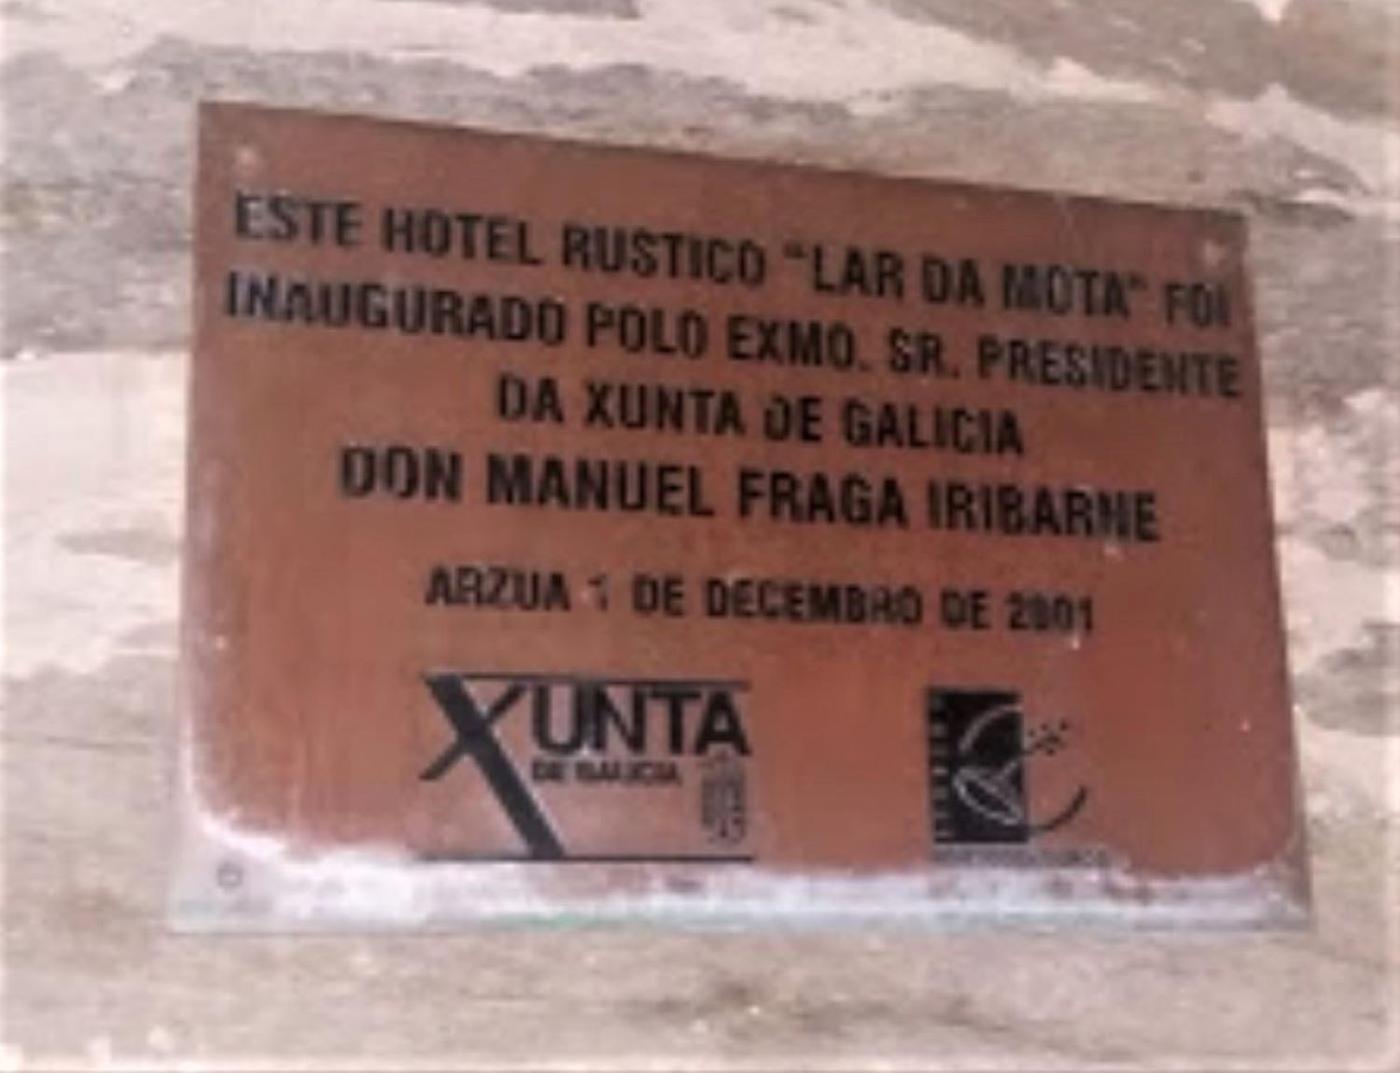 ESTE HOTEL RUSTICO "LAR DA MOTA" FOI
INAUGURADO POLO EXMO. SR. PRESIDENTE
DA XUNTA DE GALICIA
DON MANUEL FRAGA IRIBARNE
ARZUA 1 DE DECEMBRO DE 2001
XUNTA
DE GALICIA